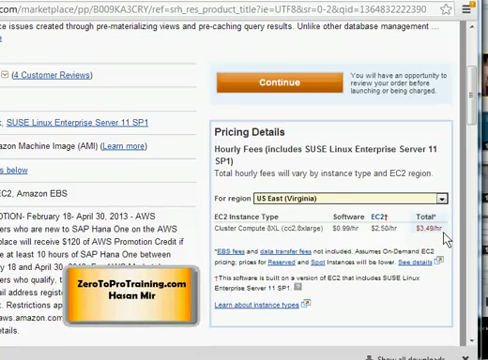 .com/marketplace/pp/B009KA3CRY/ref=srh_res_product_title?ie=UTF8&sr=0-2&qid=1364832222390
ce issues created through pre-materializing views and pre-caching query results. Unlike other database management ...
(4 Customer Reviews)
Continue
You will have an opportunity to
review your order before
launching or being charged.
, SUSE Linux Enterprise Server 11 SP1
azon Machine Image (AMI) (Learn more)
s below
EC2, Amazon EBS
OTION- February 18- April 30, 2013 - AWS
ers who are new to SAP Hana One on AWS
ace will receive $120 of AWS Promotion Credit if
e at least 10 hours of SAP Hana One between
18- April 30, 2013. AWS
ers who qualify, t
ail address regist
t. Restrictions ap
ws.amazon.com
details.
ZeroToProTraining.com
Hasan Mir
Pricing Details
Hourly Fees (includes SUSE Linux Enterprise Server 11
SP1)
Total hourly fees will vary by instance type and EC2 region.
For region US East (Virginia)
EC2 Instance Type Software EC2† Total*
Cluster Compute 8XL (cc2.8xlarge) $0.99/hr $2.50/hr $3.49/hr
*EBS fees and data transfer fees not included. Assumes On-Demand EC2
pricing; prices for Reserved and Spot Instances will be lower. See details
†This software is built on a version of EC2 that includes SUSE Linux
Enterprise Server 11 SP1. ?
Learn about instance types
Show all downloads